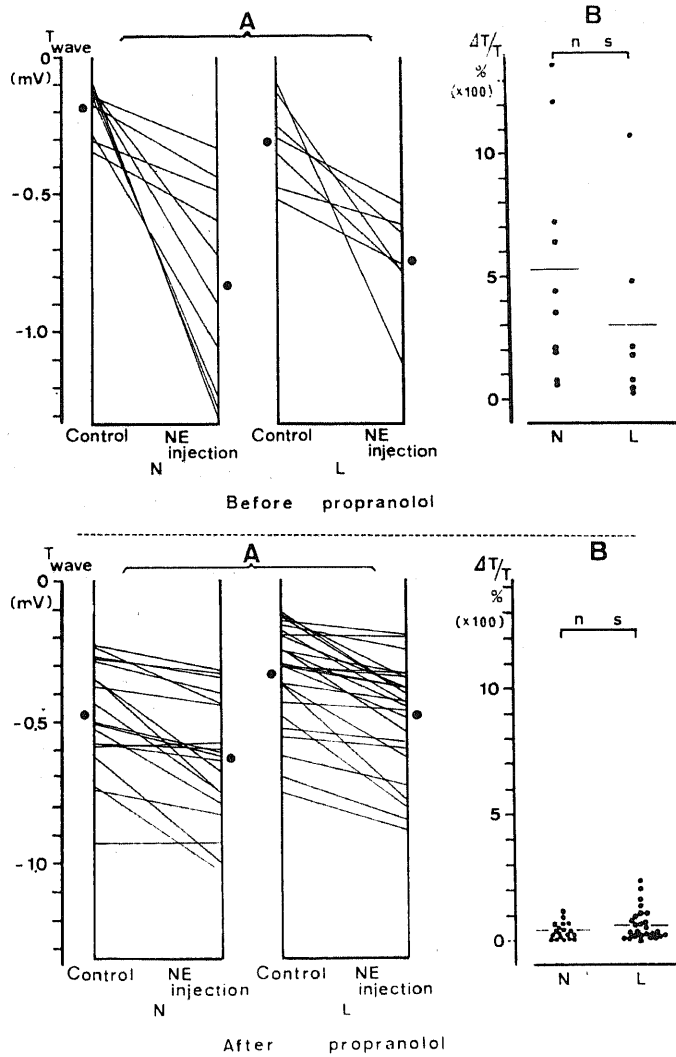 A
B
T
wave
0
(mV)
-0.5
-1.0
Control
NE
injection
N
Control
NE
injection
L
ΔT/T
%
(×100)
n s
10
5
0
N
L
Before propranolol
A
B
T
wave
0
(mV)
-0.5
-1.0
Control
NE
injection
N
Control
NE
injection
L
ΔT/T
%
(×100)
n s
10
5
0
N
L
After propranolol